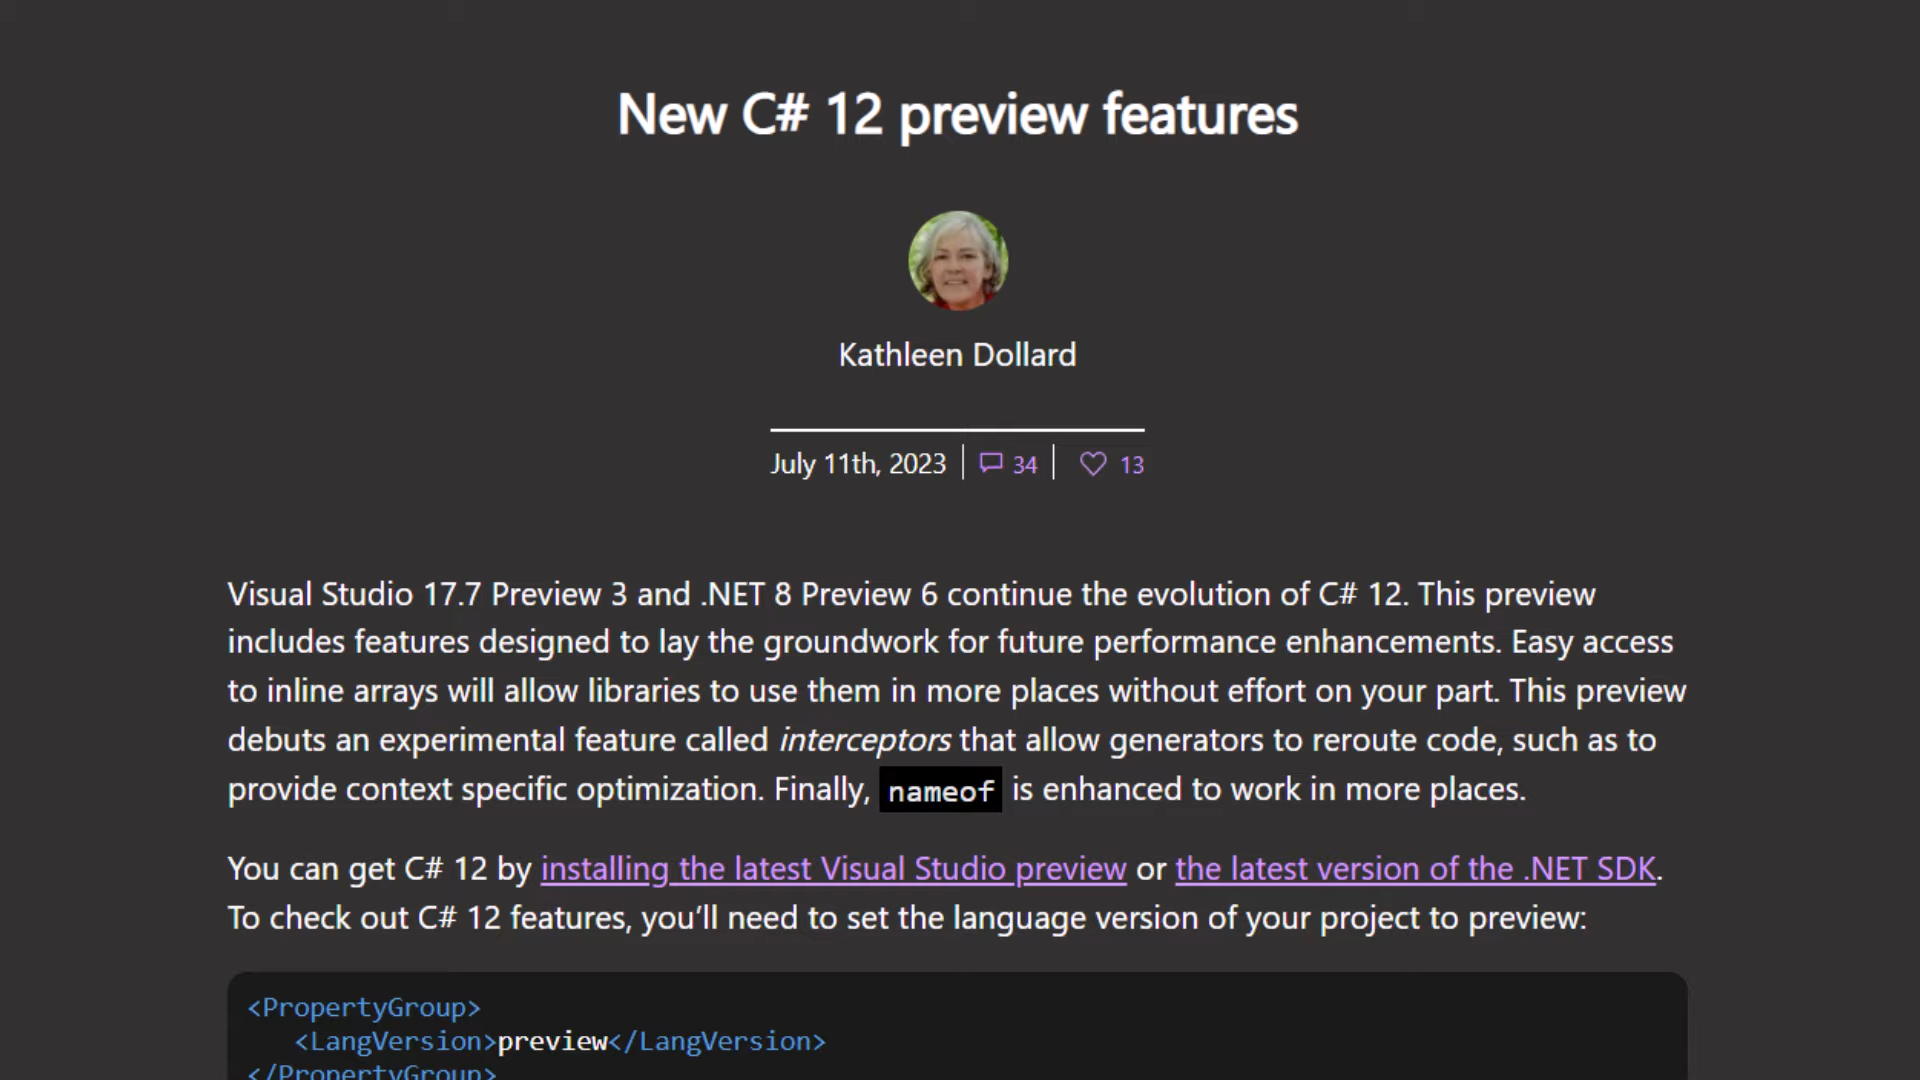 New C# 12 preview features
Kathleen Dollard
July 11th, 2023 34 13
Visual Studio 17.7 Preview 3 and .NET 8 Preview 6 continue the evolution of C# 12. This preview
includes features designed to lay the groundwork for future performance enhancements. Easy access
to inline arrays will allow libraries to use them in more places without effort on your part. This preview
debuts an experimental feature called interceptors that allow generators to reroute code, such as to
provide context specific optimization. Finally, nameof is enhanced to work in more places.
You can get C# 12 by installing the latest Visual Studio preview or the latest version of the .NET SDK.
To check out C# 12 features, you’ll need to set the language version of your project to preview:
<PropertyGroup>
<LangVersion>preview</LangVersion>
</PropertyGroup>